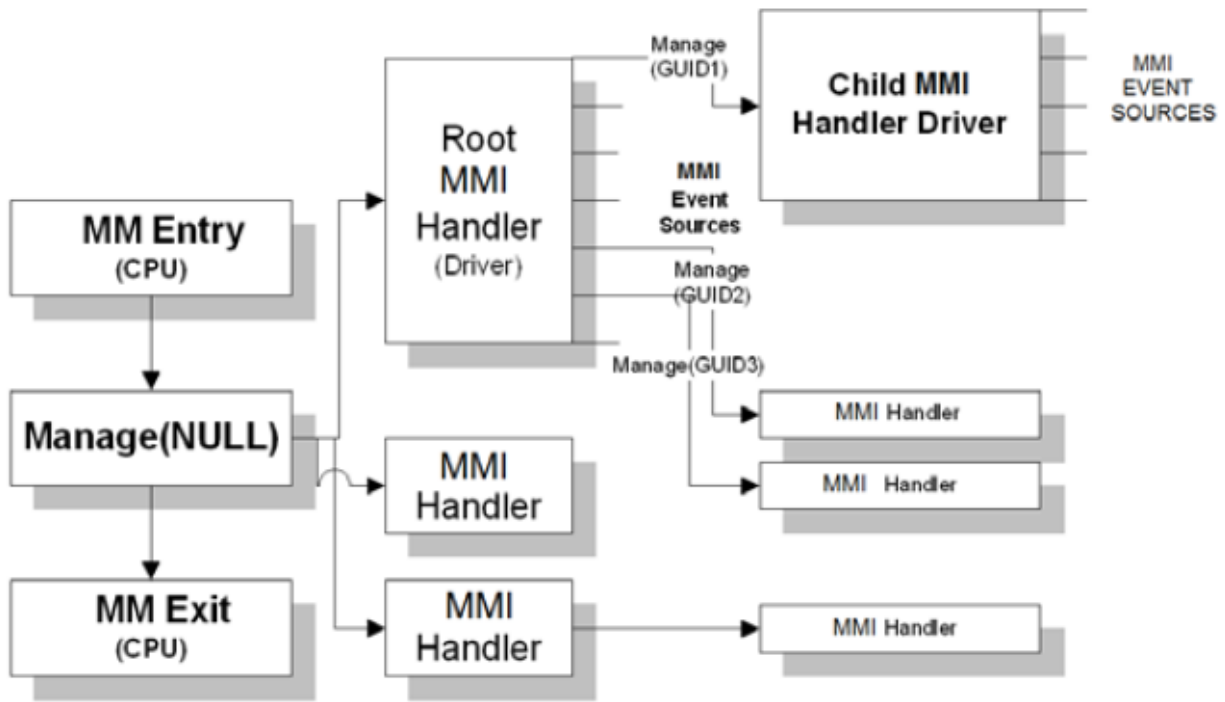 Manage
(GUID1)
Child MMI
Handler Driver
MMI
EVENT
SOURCES
Root
MMI
Handler
(Driver)
MMI
Event
Sources
MM Entry
(CPU)
Manage
(GUID2)
Manage(GUID3)
Manage(NULL)
MMI Handler
MMI
Handler
MMI Handler
MM Exit
(CPU)
MMI
Handler
MMI Handler